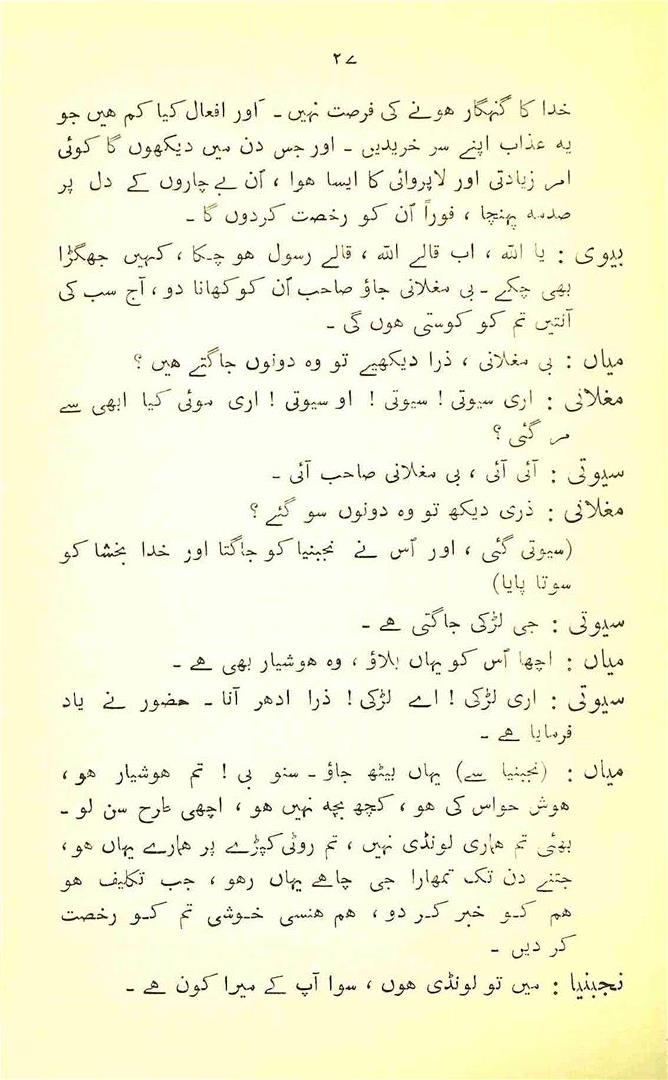 ۲۷
خدا کا گنہگار ہونے کی فرصت نہیں ۔ اور افعال کیا کم ہیں جو
یہ عذاب اپنے سر خریدیں ۔ اور جس دن میں دیکھوں گا کوئی
امر زیادتی اور لاپروائی کا ایسا ہوا ، اُن بے چاروں کے دل پر
صدمہ پہنچا ، فوراً اُن کو رخصت کردوں گا ۔
بیوی : یا اللہ ، اب قالے اللہ ، قالے رسول ہو چکا ، کہیں جھگڑا
بھی چکے ۔ بی مغلانی جاؤ صاحب اُن کو کھانا دو ، آج سب کی
آنتیں تم کو کوستی ہوں گی ۔
میاں : بی مغلانی ، ذرا دیکھیے تو وہ دونوں جاگتے ہیں ؟
مغلانی : اری سیوتی ! سیوتی ! او سیوتی ! اری موئی کیا ابھی سے
مر گئی ؟
سیوتی : آئی آئی ، بی مغلانی صاحب آئی ۔
مغلانی : ذری دیکھ تو وہ دونوں سو گئے ؟
(سیوتی گئی ، اور اُس نے نجبنیا کو جاگتا اور خدا بخشا کو
سوتا پایا)
سیوتی : جی لڑکی جاگتی ہے ۔
میاں : اچھا اُس کو یہاں بلاؤ ، وہ ہوشیار بھی ہے ۔
سیوتی : اری لڑکی ! اے لڑکی ! ذرا ادھر آنا ۔ حضور نے یاد
فرمایا ہے ۔
میاں : (نجبنیا سے) یہاں بیٹھ جاؤ ۔ سنو بی ! تم ہوشیار ہو ،
ہوش حواس کی ہو ، کچھ بچہ نہیں ہو ، اچھی طرح سن لو ۔
بھئی تم ہماری لونڈی نہیں ، تم روٹی کپڑے پر ہمارے یہاں ہو ،
جتنے دن تک تمھارا جی چاہے یہاں رہو ، جب تکلیف ہو
ہم کو خبر کر دو ، ہم ہنسی خوشی تم کو رخصت
کر دیں ۔
نجبنیا : میں تو لونڈی ہوں ، سوا آپ کے میرا کون ہے ۔